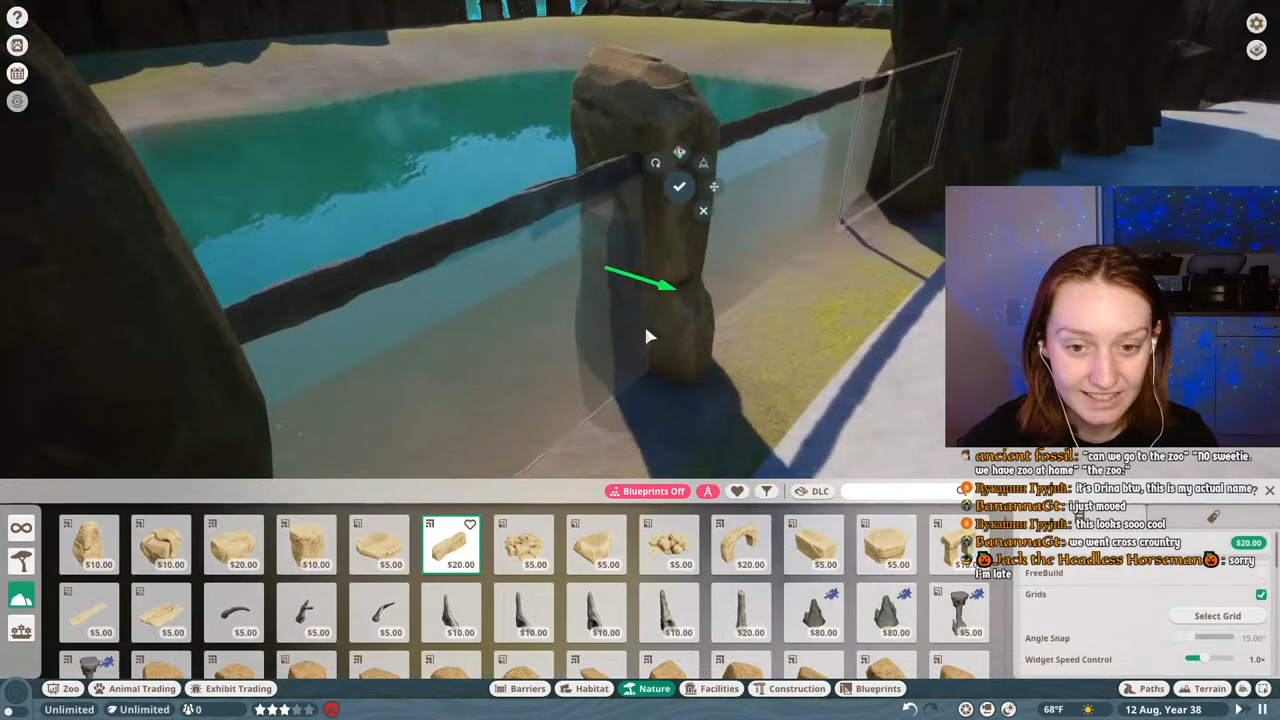 ancient fossil: "can we go to the zoo" "NO sweetie.
we have zoo at home" "the zoo:"
Вукашин Грујић: it's Drina btw, this is my actual name
BanannaGt: i just moved
Вукашин Грујић: this looks sooo cool
BanannaGt: we went cross crountry
Jack the Headless Horseman: sorry
I'm late
Blueprints Off
DLC
$10.00 $10.00 $20.00 $10.00 $5.00 $20.00 $5.00 $5.00 $5.00 $20.00 $5.00 $5.00
$20.00
FreeBuild
Grids
Select Grid
Angle Snap 15.00°
Widget Speed Control 1.0×
$5.00 $5.00 $5.00 $5.00 $5.00 $10.00 $10.00 $10.00 $10.00 $20.00 $80.00 $80.00 $5.00
Zoo Animal Trading Exhibit Trading Barriers Habitat Nature Facilities Construction Blueprints Paths Terrain
Unlimited Unlimited 0 68°F 12 Aug, Year 38